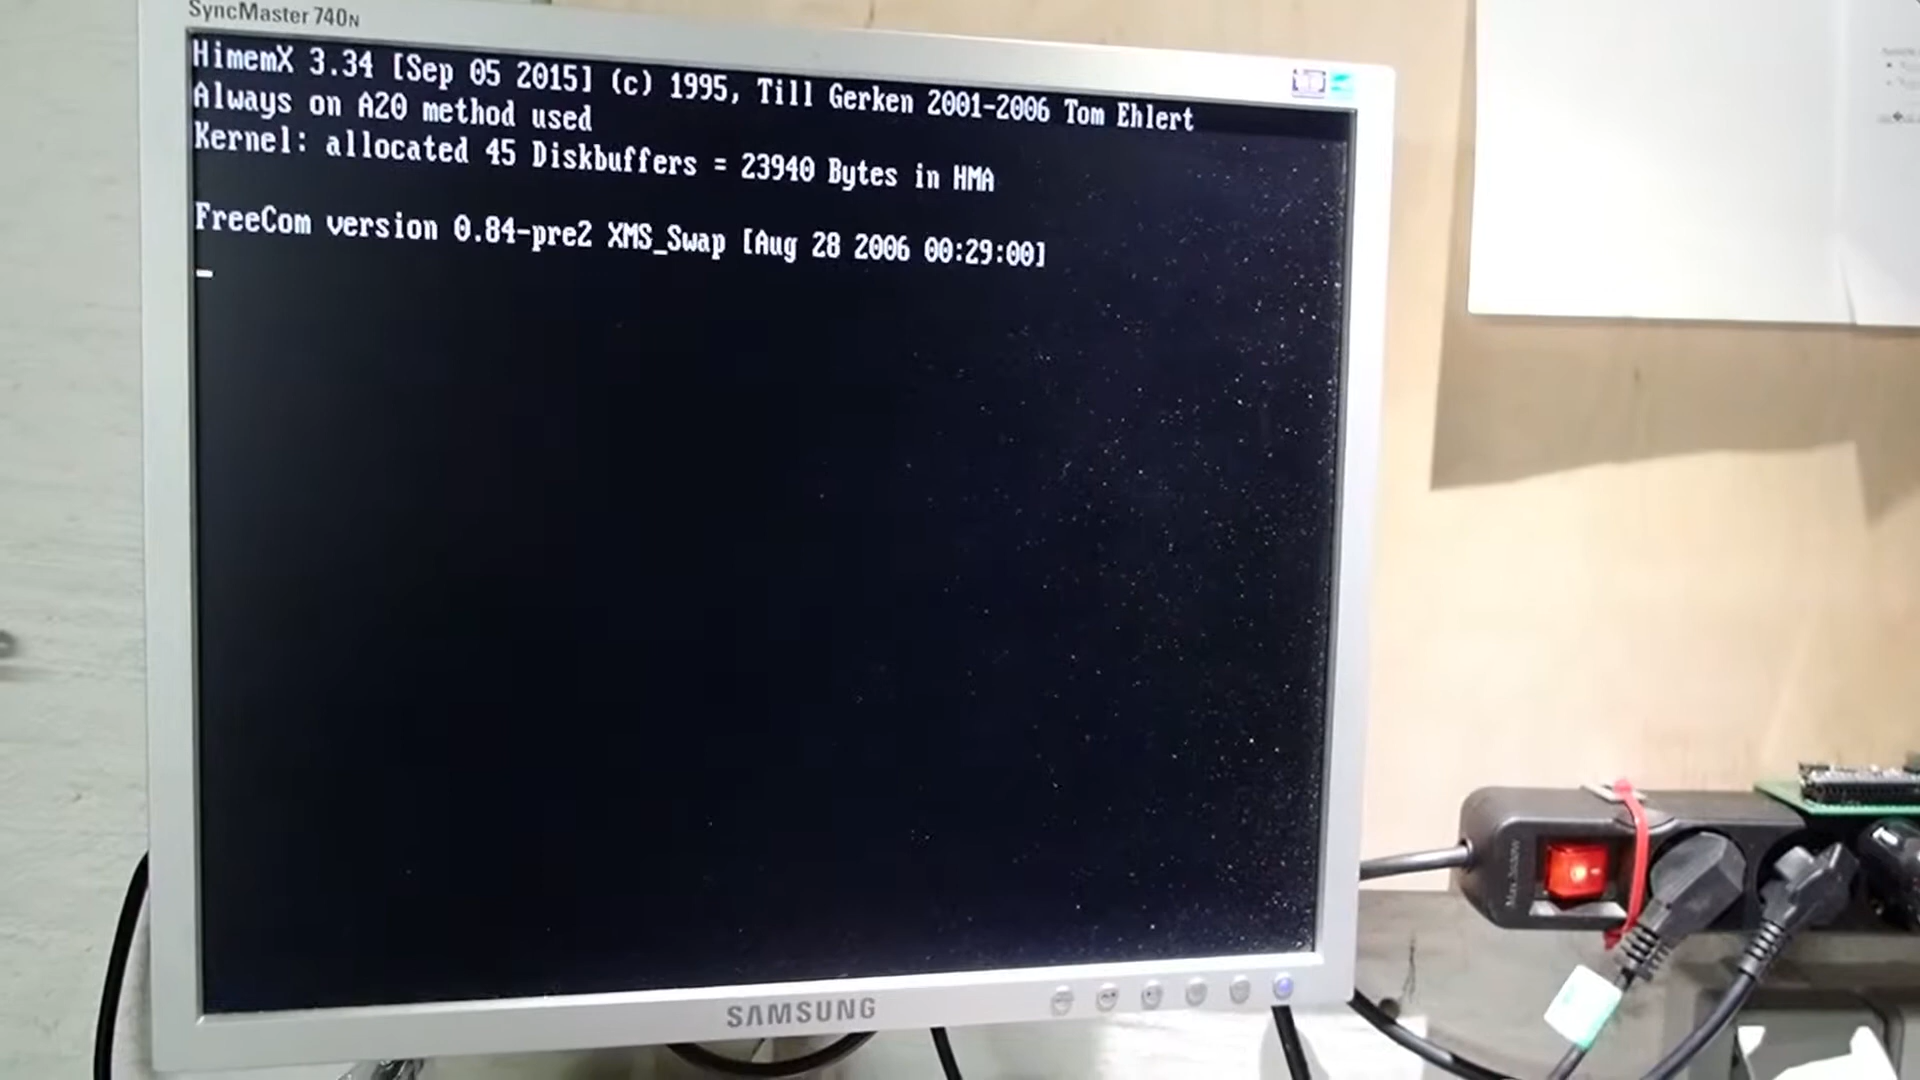 SyncMaster 740N
HimemX 3.34 [Sep 05 2015] (c) 1995, Till Gerken 2001-2006 Tom Ehlert
Always on A20 method used
Kernel: allocated 45 Diskbuffers = 23940 Bytes in HMA
FreeCom version 0.84-pre2 XMS_Swap [Aug 28 2006 00:29:00]
SAMSUNG